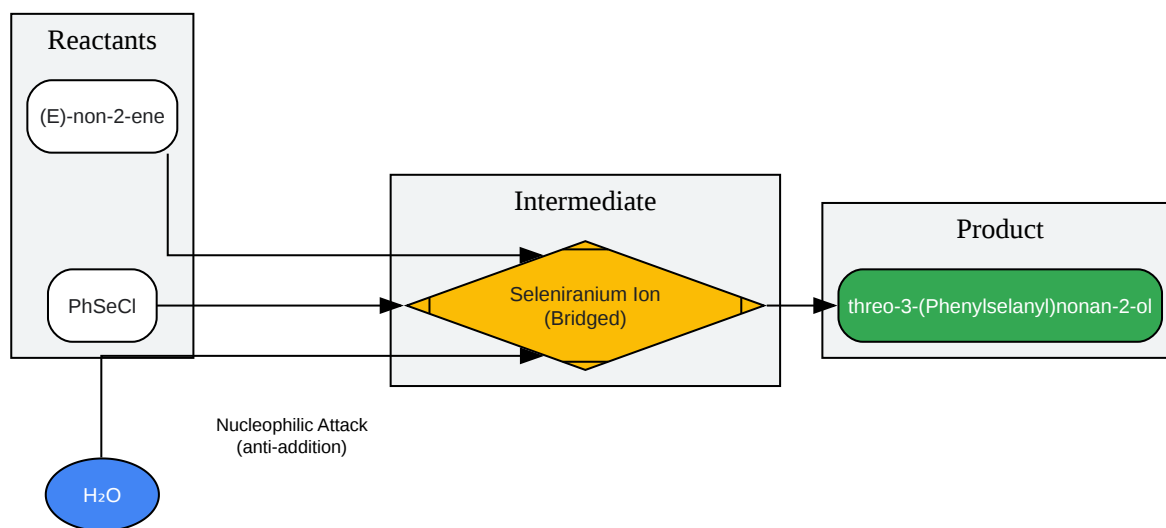 Reactants
(E)-non-2-ene
PhSeCl
H₂O
Nucleophilic Attack
(anti-addition)
Intermediate
Seleniranium Ion
(Bridged)
Product
threo-3-(Phenylselanyl)nonan-2-ol